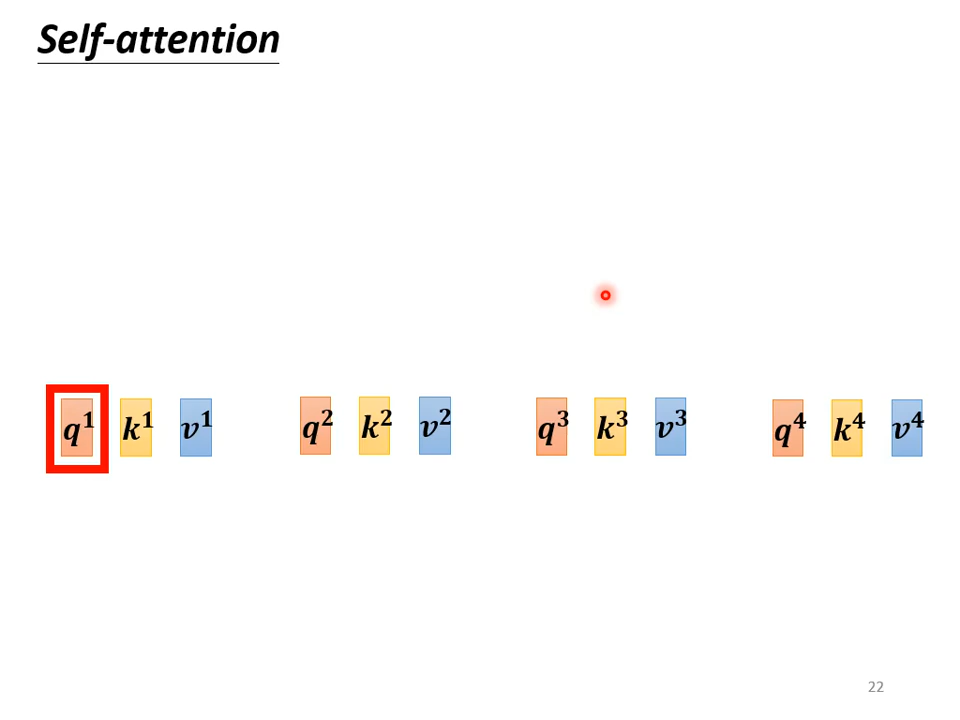 Self-attention
q¹ k¹ v¹ q² k² v² q³ k³ v³ q⁴ k⁴ v⁴
22